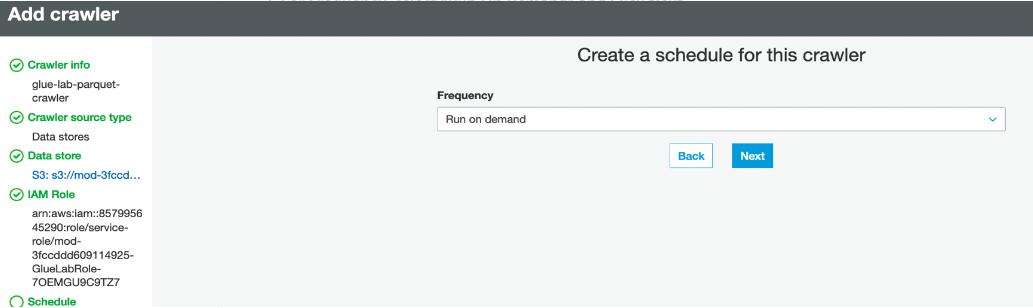 Add crawler
Crawler info
glue-lab-parquet-
crawler
Crawler source type
Data stores
Data store
S3: s3://mod-3fccd...
IAM Role
arn:aws:iam::8579956
45290:role/service-
role/mod-
3fccddd609114925-
GlueLabRole-
7OEMGU9C9TZ7
Schedule
Create a schedule for this crawler
Frequency
Run on demand
Back
Next